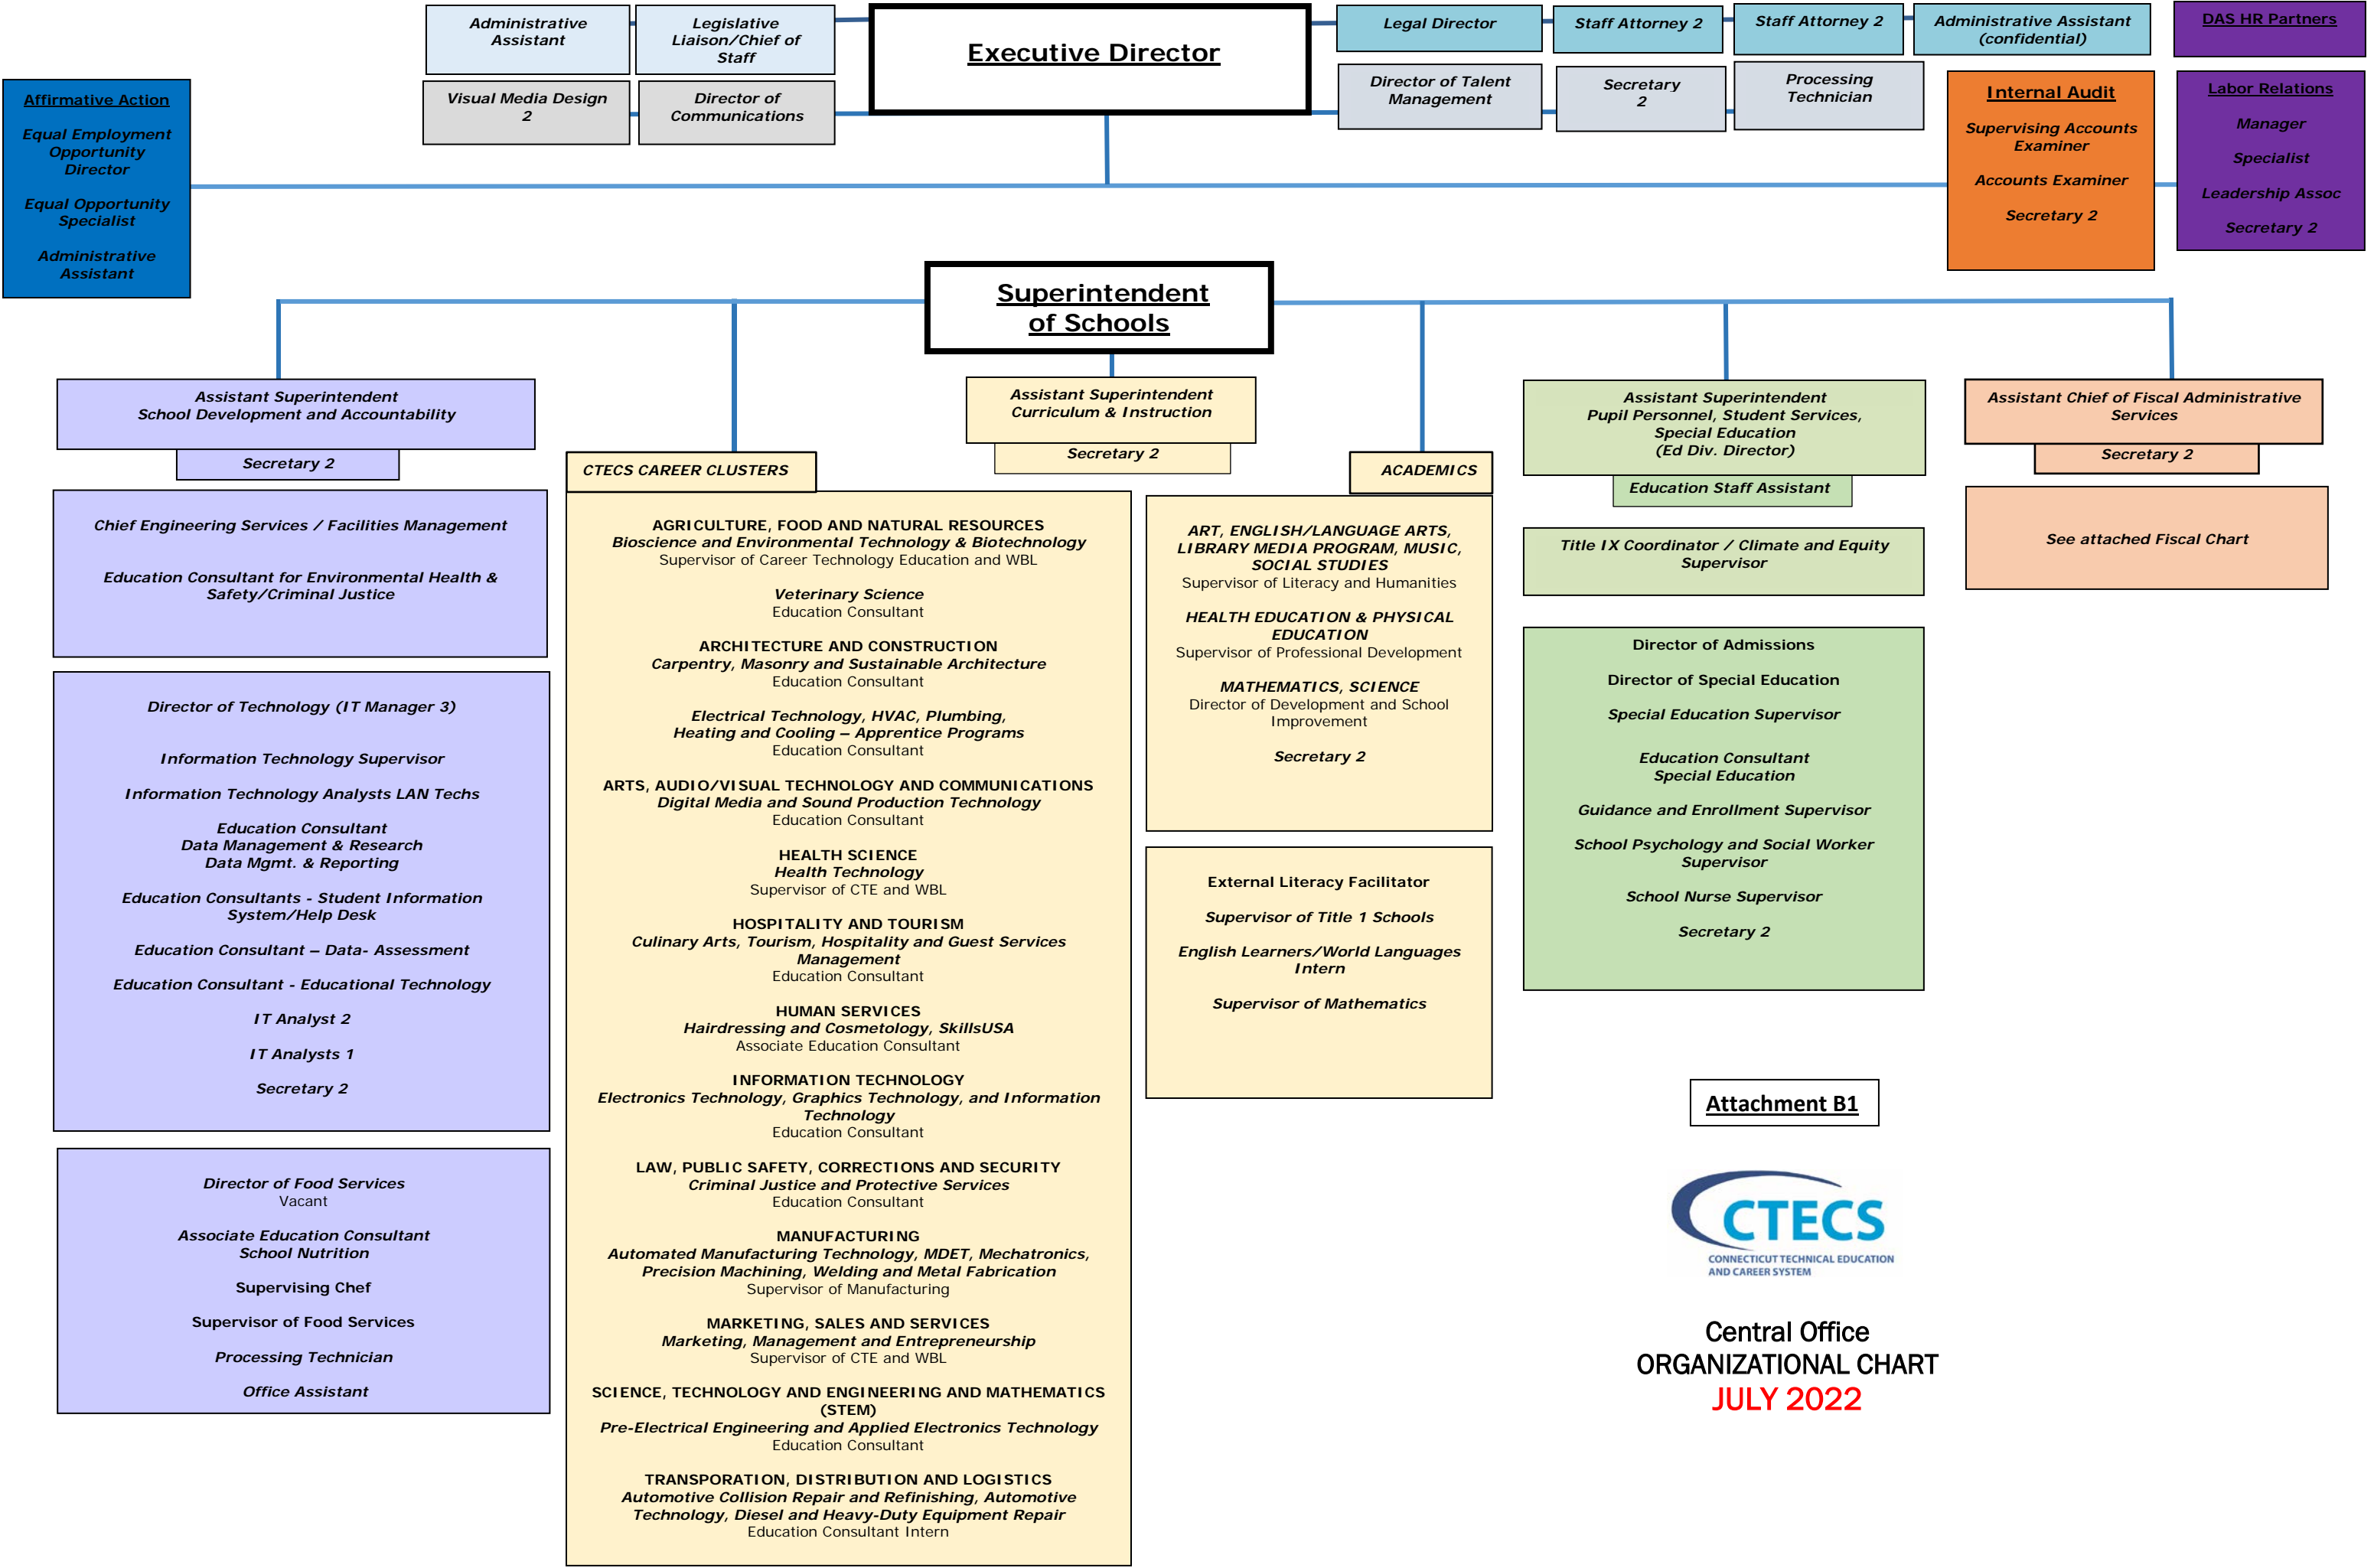 Administrative
Assistant
Legislative
Liaison/Chief of
Staff
Executive Director
Legal Director
Staff Attorney 2
Staff Attorney 2
Administrative Assistant
(confidential)
DAS HR Partners
Visual Media Design
2
Director of
Communications
Director of Talent
Management
Secretary
2
Processing
Technician
Affirmative Action
Equal Employment
Opportunity
Director
Equal Opportunity
Specialist
Administrative
Assistant
Internal Audit
Supervising Accounts
Examiner
Accounts Examiner
Secretary 2
Labor Relations
Manager
Specialist
Leadership Assoc
Secretary 2
Superintendent
of Schools
Assistant Superintendent
School Development and Accountability
Secretary 2
Chief Engineering Services / Facilities Management
Education Consultant for Environmental Health &
Safety/Criminal Justice
Director of Technology (IT Manager 3)
Information Technology Supervisor
Information Technology Analysts LAN Techs
Education Consultant
Data Management & Research
Data Mgmt. & Reporting
Education Consultants - Student Information
System/Help Desk
Education Consultant – Data- Assessment
Education Consultant - Educational Technology
IT Analyst 2
IT Analysts 1
Secretary 2
Director of Food Services
Vacant
Associate Education Consultant
School Nutrition
Supervising Chef
Supervisor of Food Services
Processing Technician
Office Assistant
CTECS CAREER CLUSTERS
AGRICULTURE, FOOD AND NATURAL RESOURCES
Bioscience and Environmental Technology & Biotechnology
Supervisor of Career Technology Education and WBL
Veterinary Science
Education Consultant
ARCHITECTURE AND CONSTRUCTION
Carpentry, Masonry and Sustainable Architecture
Education Consultant
Electrical Technology, HVAC, Plumbing,
Heating and Cooling – Apprentice Programs
Education Consultant
ARTS, AUDIO/VISUAL TECHNOLOGY AND COMMUNICATIONS
Digital Media and Sound Production Technology
Education Consultant
HEALTH SCIENCE
Health Technology
Supervisor of CTE and WBL
HOSPITALITY AND TOURISM
Culinary Arts, Tourism, Hospitality and Guest Services
Management
Education Consultant
HUMAN SERVICES
Hairdressing and Cosmetology, SkillsUSA
Associate Education Consultant
INFORMATION TECHNOLOGY
Electronics Technology, Graphics Technology, and Information
Technology
Education Consultant
LAW, PUBLIC SAFETY, CORRECTIONS AND SECURITY
Criminal Justice and Protective Services
Education Consultant
MANUFACTURING
Automated Manufacturing Technology, MDET, Mechatronics,
Precision Machining, Welding and Metal Fabrication
Supervisor of Manufacturing
MARKETING, SALES AND SERVICES
Marketing, Management and Entrepreneurship
Supervisor of CTE and WBL
SCIENCE, TECHNOLOGY AND ENGINEERING AND MATHEMATICS
(STEM)
Pre-Electrical Engineering and Applied Electronics Technology
Education Consultant
TRANSPORATION, DISTRIBUTION AND LOGISTICS
Automotive Collision Repair and Refinishing, Automotive
Technology, Diesel and Heavy-Duty Equipment Repair
Education Consultant Intern
Assistant Superintendent
Curriculum & Instruction
Secretary 2
ACADEMICS
ART, ENGLISH/LANGUAGE ARTS,
LIBRARY MEDIA PROGRAM, MUSIC,
SOCIAL STUDIES
Supervisor of Literacy and Humanities
HEALTH EDUCATION & PHYSICAL
EDUCATION
Supervisor of Professional Development
MATHEMATICS, SCIENCE
Director of Development and School
Improvement
Secretary 2
External Literacy Facilitator
Supervisor of Title 1 Schools
English Learners/World Languages
Intern
Supervisor of Mathematics
Assistant Superintendent
Pupil Personnel, Student Services,
Special Education
(Ed Div. Director)
Education Staff Assistant
Title IX Coordinator / Climate and Equity
Supervisor
Director of Admissions
Director of Special Education
Special Education Supervisor
Education Consultant
Special Education
Guidance and Enrollment Supervisor
School Psychology and Social Worker
Supervisor
School Nurse Supervisor
Secretary 2
Assistant Chief of Fiscal Administrative
Services
Secretary 2
See attached Fiscal Chart
Attachment B1
CTECS
CONNECTICUT TECHNICAL EDUCATION
AND CAREER SYSTEM
Central Office
ORGANIZATIONAL CHART
JULY 2022